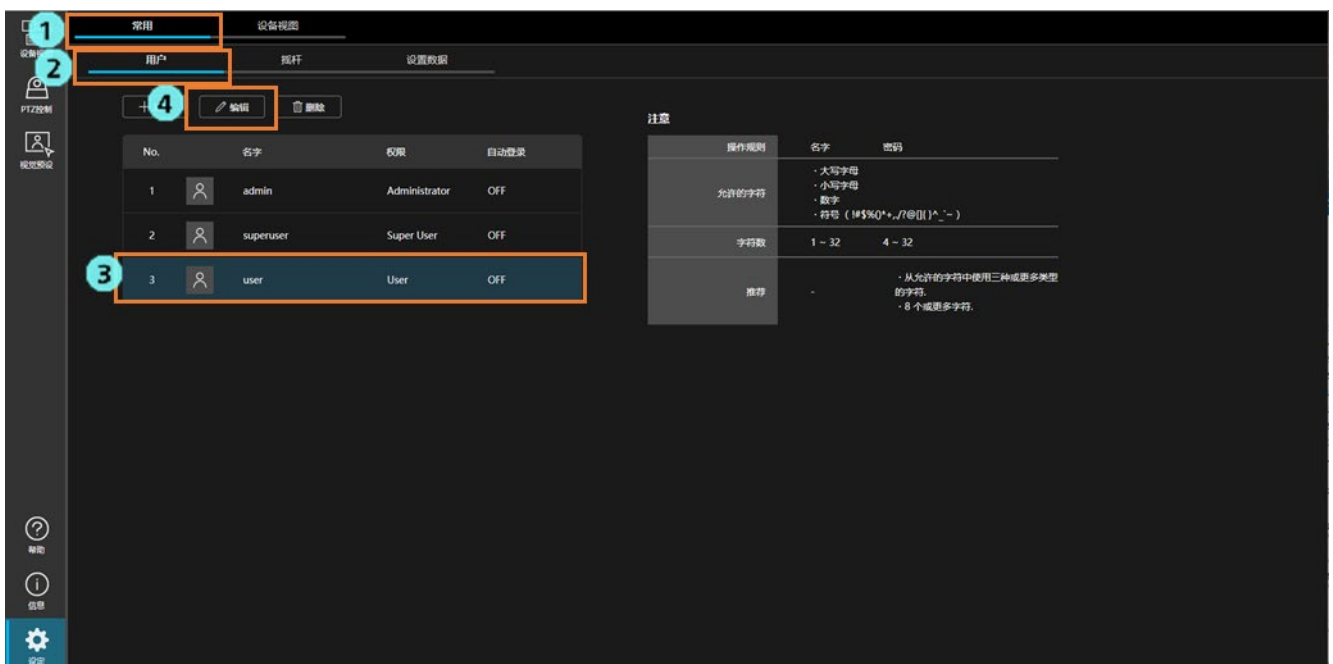 1
常用
设备视图
2
用户
摇杆
设置数据
PTZ控制
视觉预设
+
4
编辑
删除
注意
No.
名字
权限
自动登录
1
admin
Administrator
OFF
2
superuser
Super User
OFF
3
3
user
User
OFF
操作规则
名字
密码
允许的字符
· 大写字母
· 小写字母
· 数字
· 符号 ( !#$%()*+,./?@[]{}^_`~ )
字符数
1 ~ 32
4 ~ 32
推荐
-
· 从允许的字符中使用三种或更多类型
的字符.
· 8 个或更多字符.
帮助
信息
设定